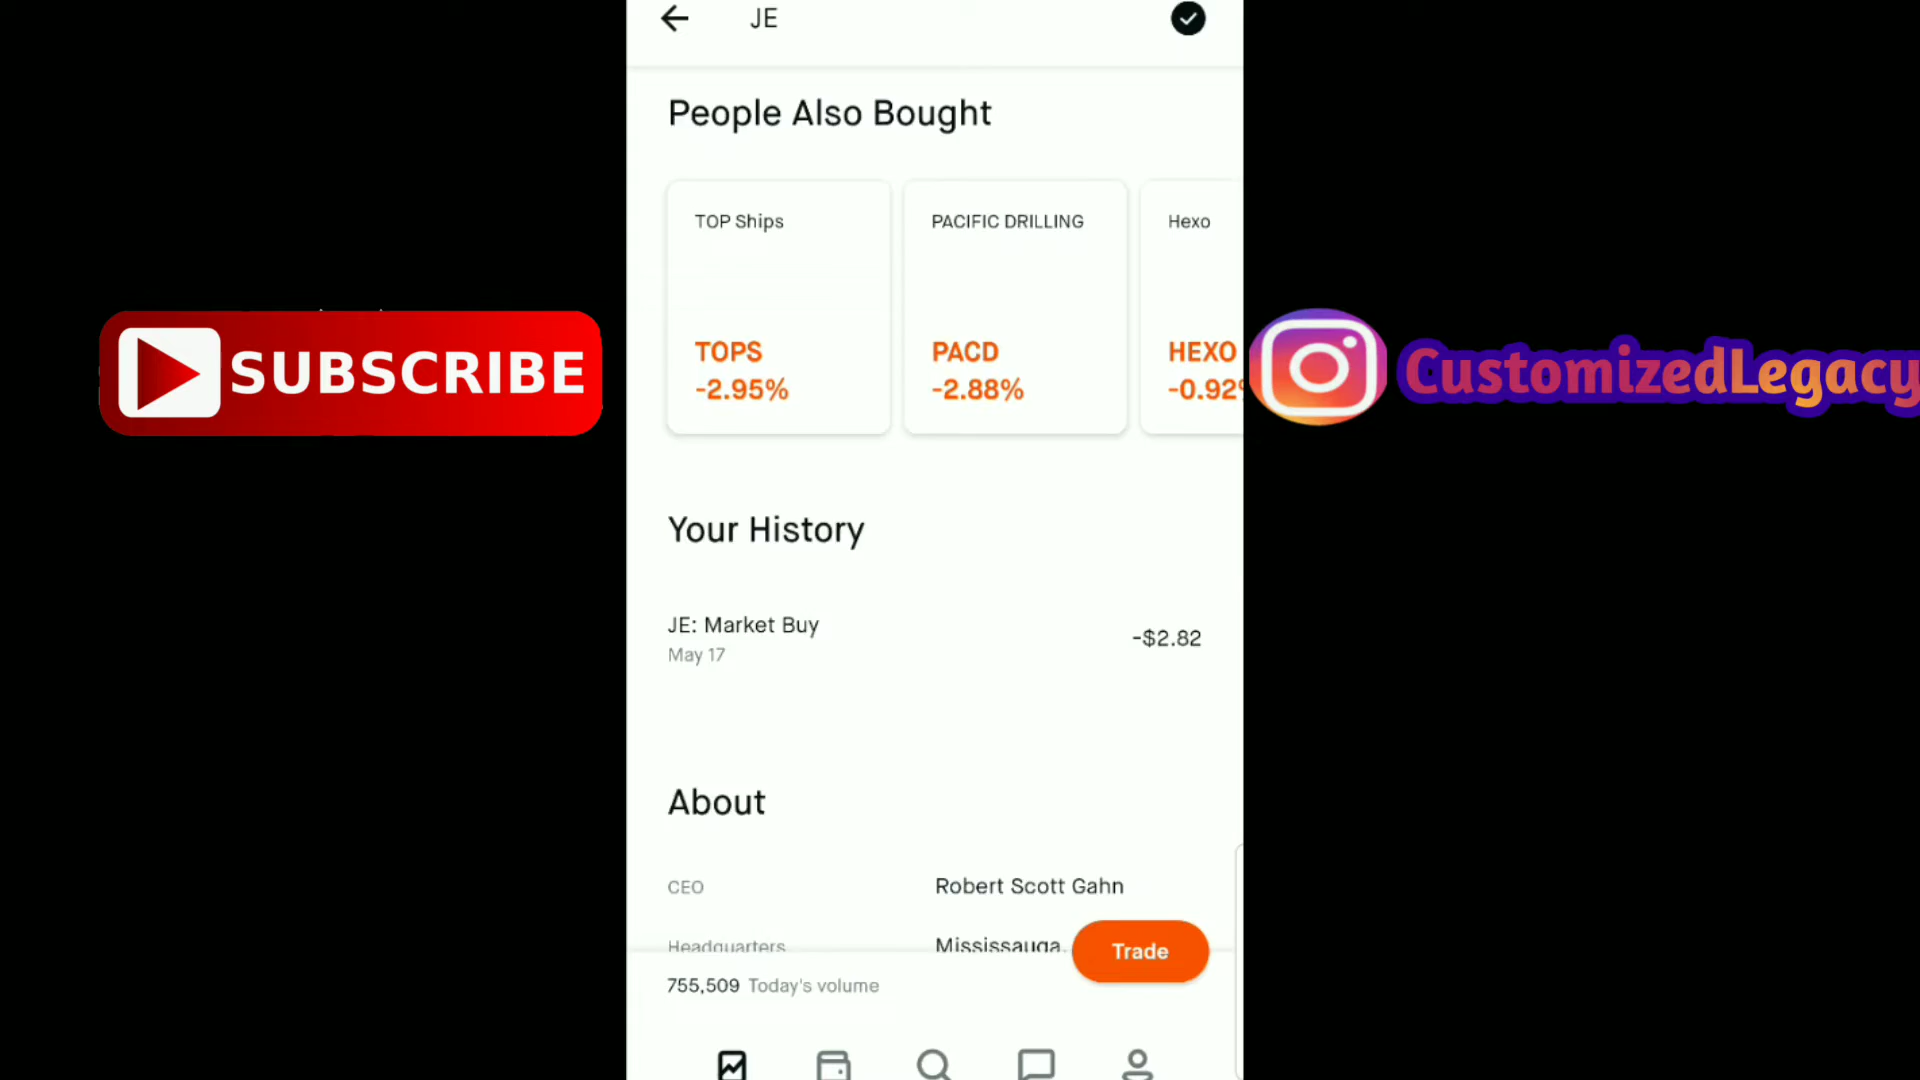 JE
People Also Bought
TOP Ships
TOPS
-2.95%
PACIFIC DRILLING
PACD
-2.88%
Hexo
HEXO
-0.92%
SUBSCRIBE
CustomizedLegacy
Your History
JE: Market Buy
May 17
-$2.82
About
CEO Robert Scott Gahn
Headquarters Mississauga,
Trade
755,509 Today's volume